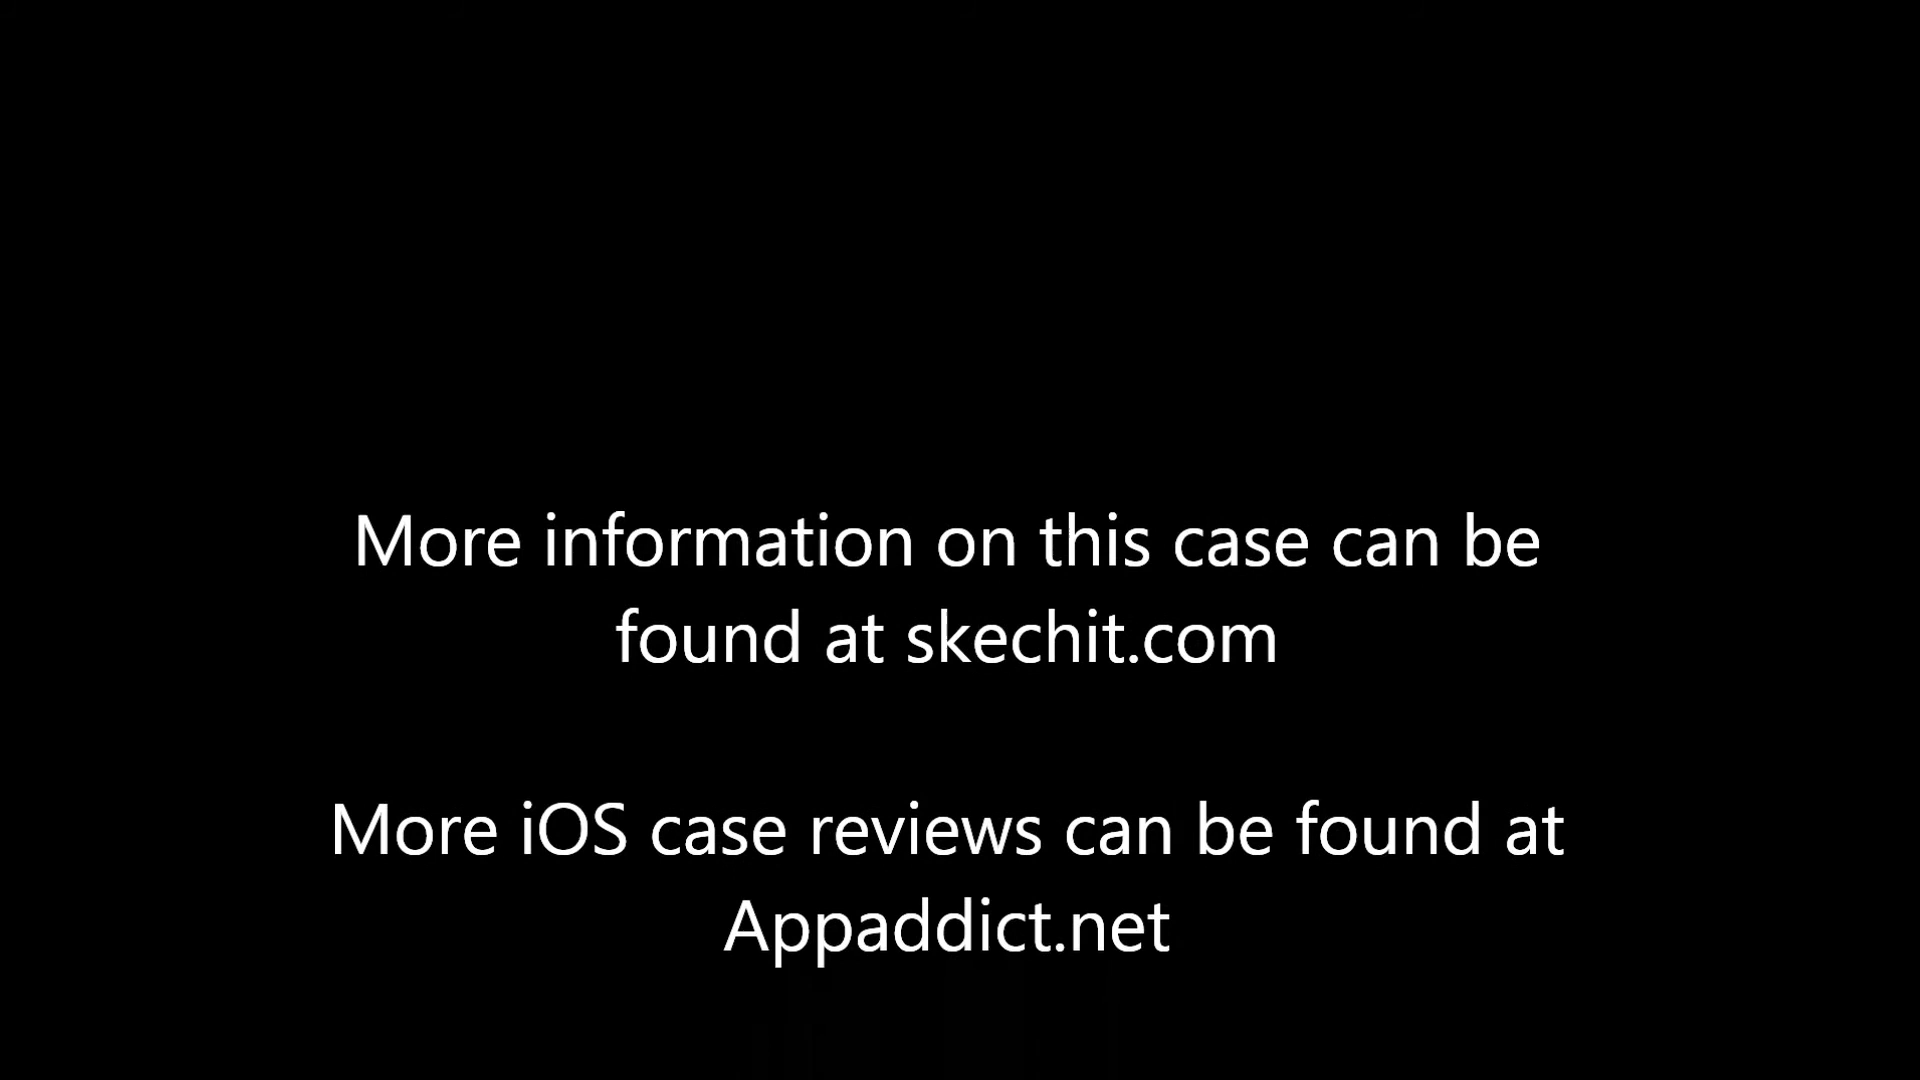 More information on this case can be
found at skechit.com
More iOS case reviews can be found at
Appaddict.net